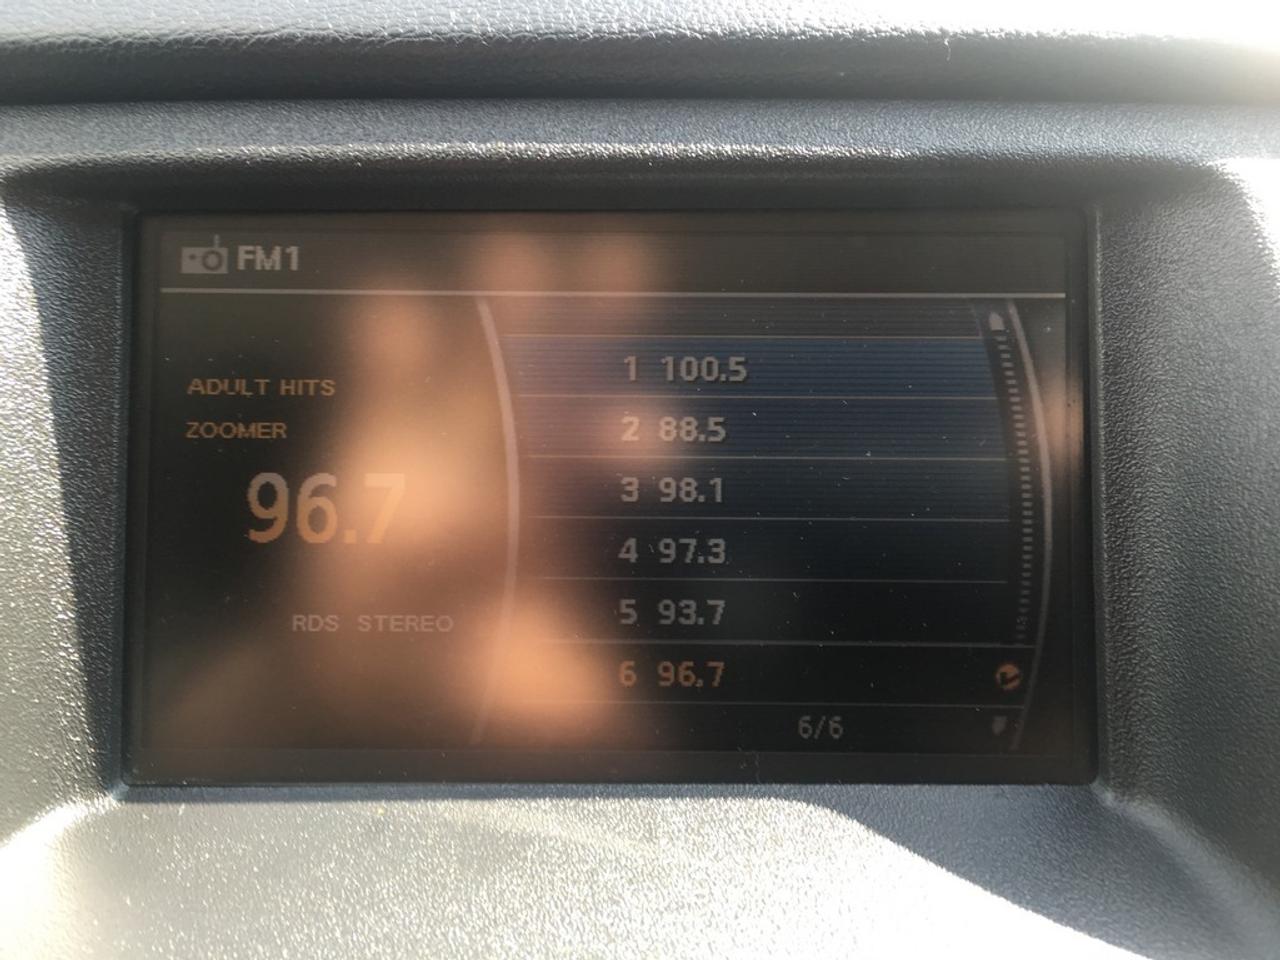 FM1
ADULT HITS
ZOOMER
96.7
RDS STEREO
1 100.5
2 88.5
3 98.1
4 97.3
5 93.7
6 96.7
6/6